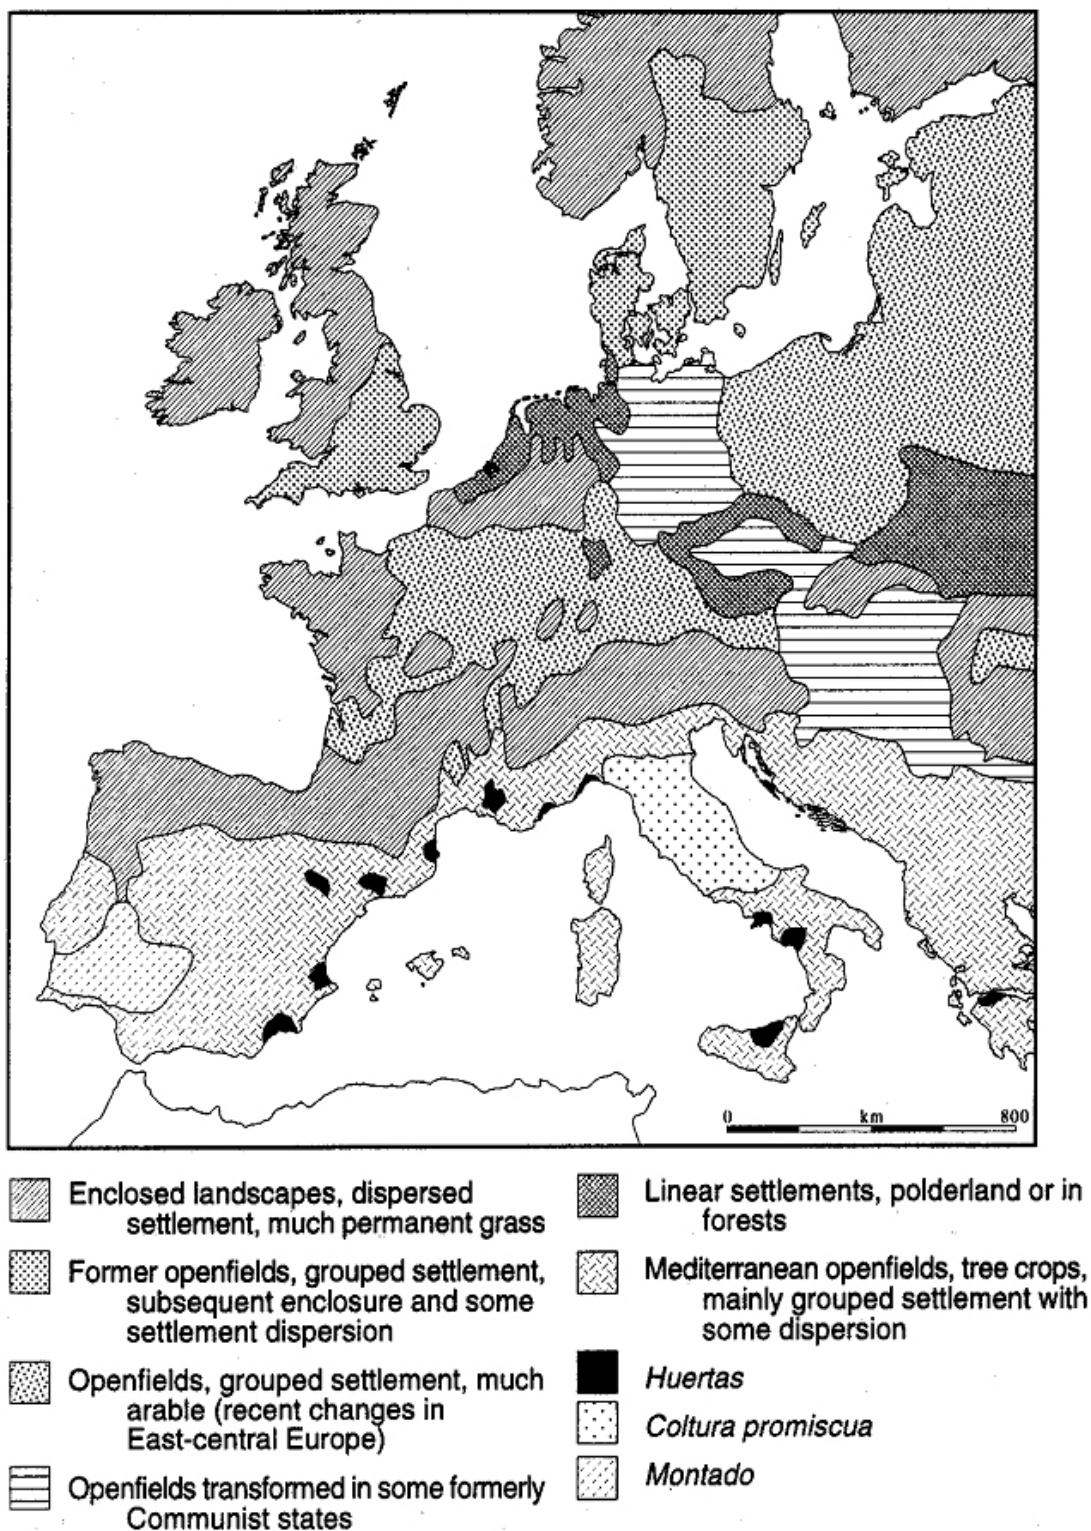 0 km 800
Enclosed landscapes, dispersed
settlement, much permanent grass
Former openfields, grouped settlement,
subsequent enclosure and some
settlement dispersion
Openfields, grouped settlement, much
arable (recent changes in
East-central Europe)
Openfields transformed in some formerly
Communist states
Linear settlements, polderland or in
forests
Mediterranean openfields, tree crops,
mainly grouped settlement with
some dispersion
Huertas
Coltura promiscua
Montado